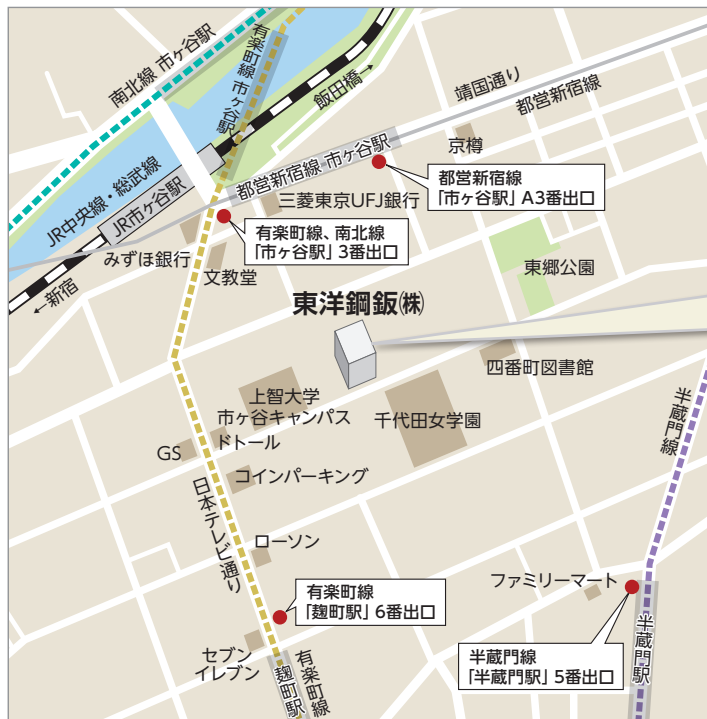 南北線 市ヶ谷駅
有楽町線 市ヶ谷駅
飯田橋→
靖国通り
都営新宿線
JR中央線・総武線
JR市ヶ谷駅
都営新宿線 市ヶ谷駅
京樽
都営新宿線
「市ヶ谷駅」A3番出口
三菱東京UFJ銀行
有楽町線、南北線
「市ヶ谷駅」3番出口
みずほ銀行
文教堂
←新宿
東郷公園
東洋鋼鈑㈱
四番町図書館
半蔵門線
上智大学
市ヶ谷キャンパス
千代田女学園
ドトール
GS
コインパーキング
日本テレビ通り
ローソン
ファミリーマート
有楽町線
「麹町駅」6番出口
セブン
イレブン
麹町駅
有楽町線
半蔵門線
「半蔵門駅」5番出口
半蔵門駅